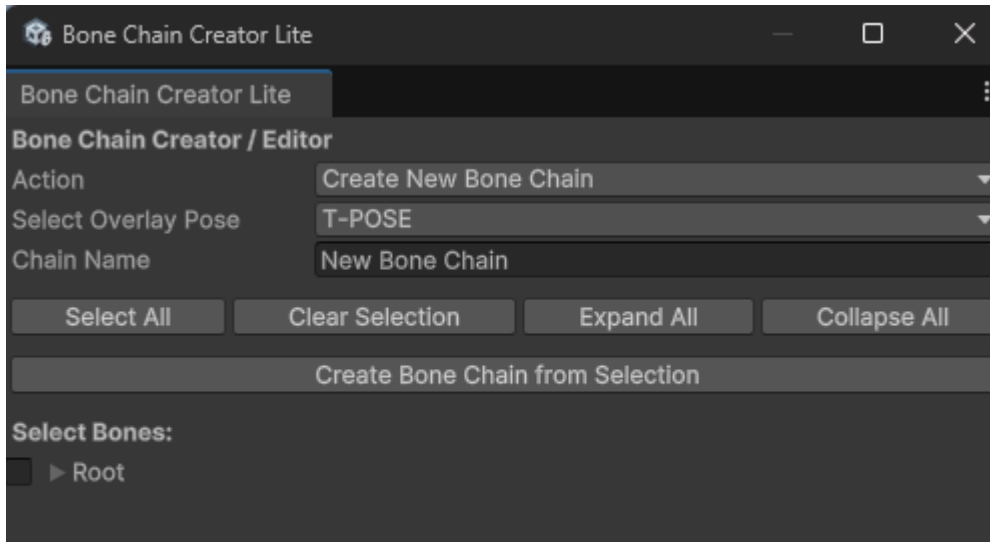 Bone Chain Creator Lite
Bone Chain Creator Lite
Bone Chain Creator / Editor
Action Create New Bone Chain
Select Overlay Pose T-POSE
Chain Name New Bone Chain
Select All Clear Selection Expand All Collapse All
Create Bone Chain from Selection
Select Bones:
Root